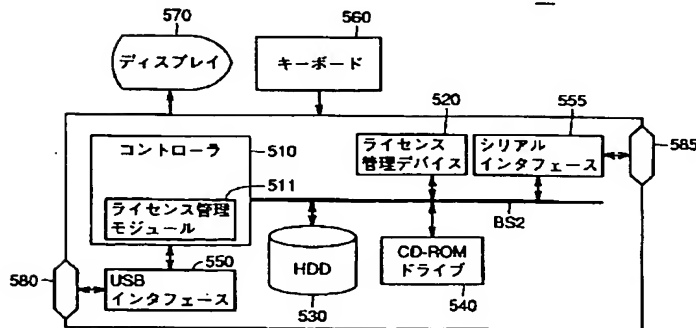 570
ディスプレイ
560
キーボード
520
555
585
コントローラ
510
511
ライセンス管理
モジュール
ライセンス
管理デバイス
シリアル
インタフェース
BS2
580
550
USB
インタフェース
HDD
530
CD-ROM
ドライブ
540